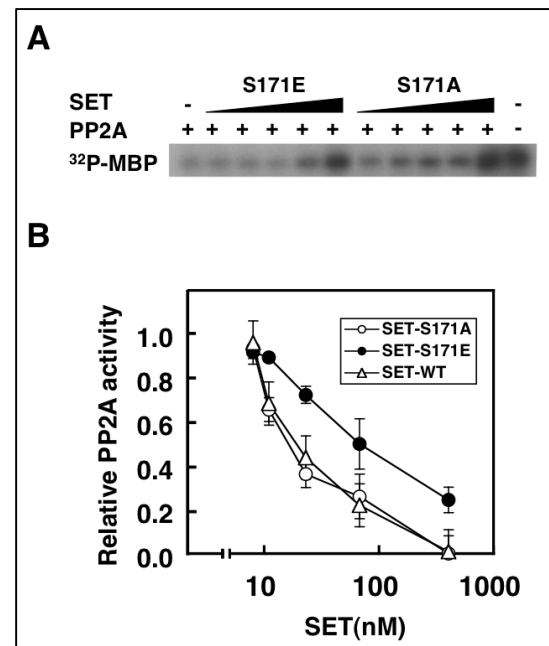 A
S171E S171A
SET - -
PP2A + + + + + + + + + + + -
³²P-MBP
B
Relative PP2A activity
1.0
0.8
0.6
0.4
0.2
0.0
SET-S171A
SET-S171E
SET-WT
10 100 1000
SET(nM)